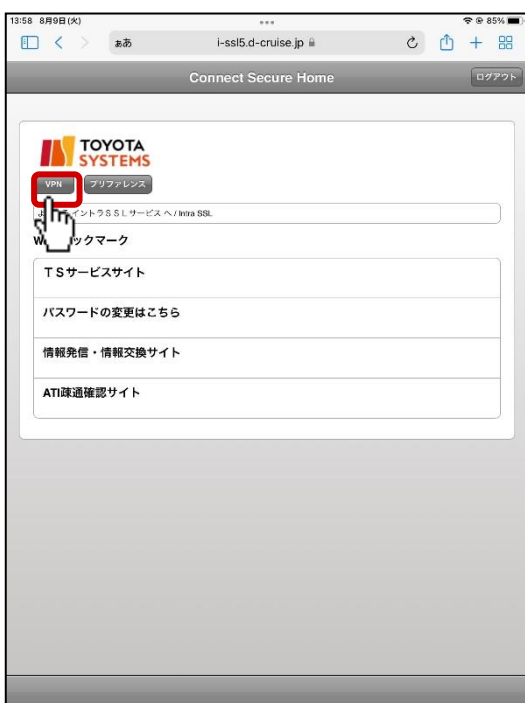 13:58 8月9日(火) 85%
ぁあ i-ssl5.d-cruise.jp
Connect Secure Home ログアウト
TOYOTA
SYSTEMS
VPN プリファレンス
イントラSSLサービス へ / Intra SSL
ックマーク
TSサービスサイト
パスワードの変更はこちら
情報発信・情報交換サイト
ATI疎通確認サイト